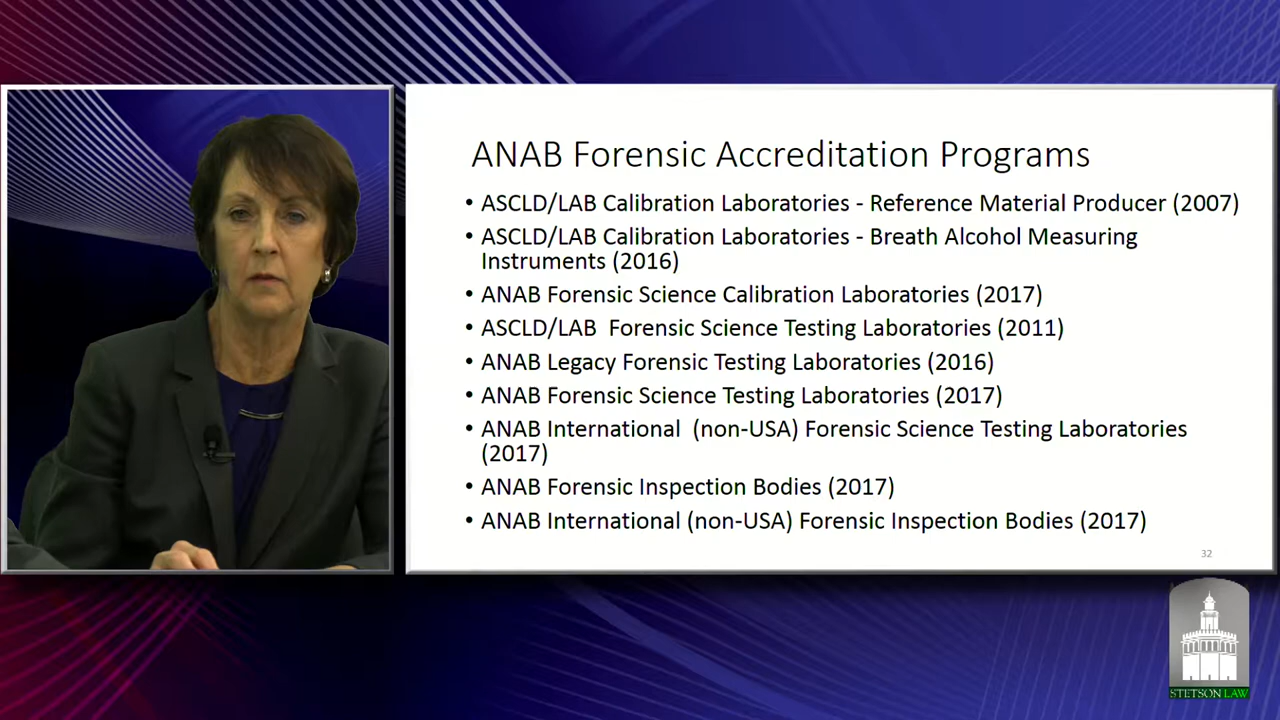 ANAB Forensic Accreditation Programs
• ASCLD/LAB Calibration Laboratories - Reference Material Producer (2007)
• ASCLD/LAB Calibration Laboratories - Breath Alcohol Measuring
Instruments (2016)
• ANAB Forensic Science Calibration Laboratories (2017)
• ASCLD/LAB  Forensic Science Testing Laboratories (2011)
• ANAB Legacy Forensic Testing Laboratories (2016)
• ANAB Forensic Science Testing Laboratories (2017)
• ANAB International  (non-USA) Forensic Science Testing Laboratories
(2017)
• ANAB Forensic Inspection Bodies (2017)
• ANAB International (non-USA) Forensic Inspection Bodies (2017)
32
STETSON LAW